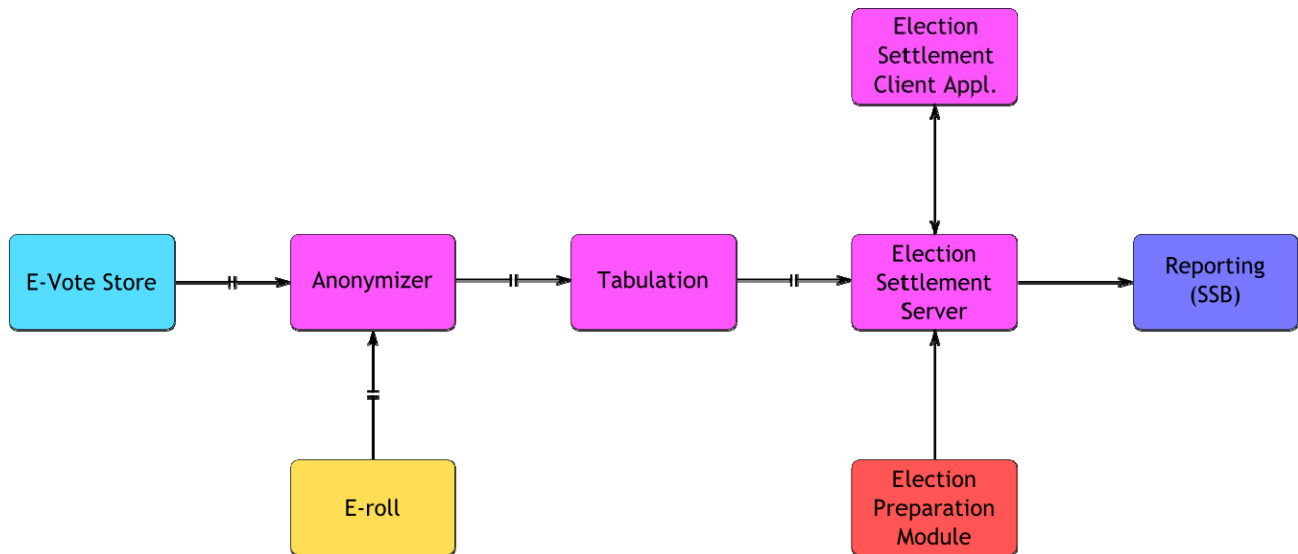 Election
Settlement
Client Appl.
E-Vote Store
Anonymizer
Tabulation
Election
Settlement
Server
Reporting
(SSB)
E-roll
Election
Preparation
Module